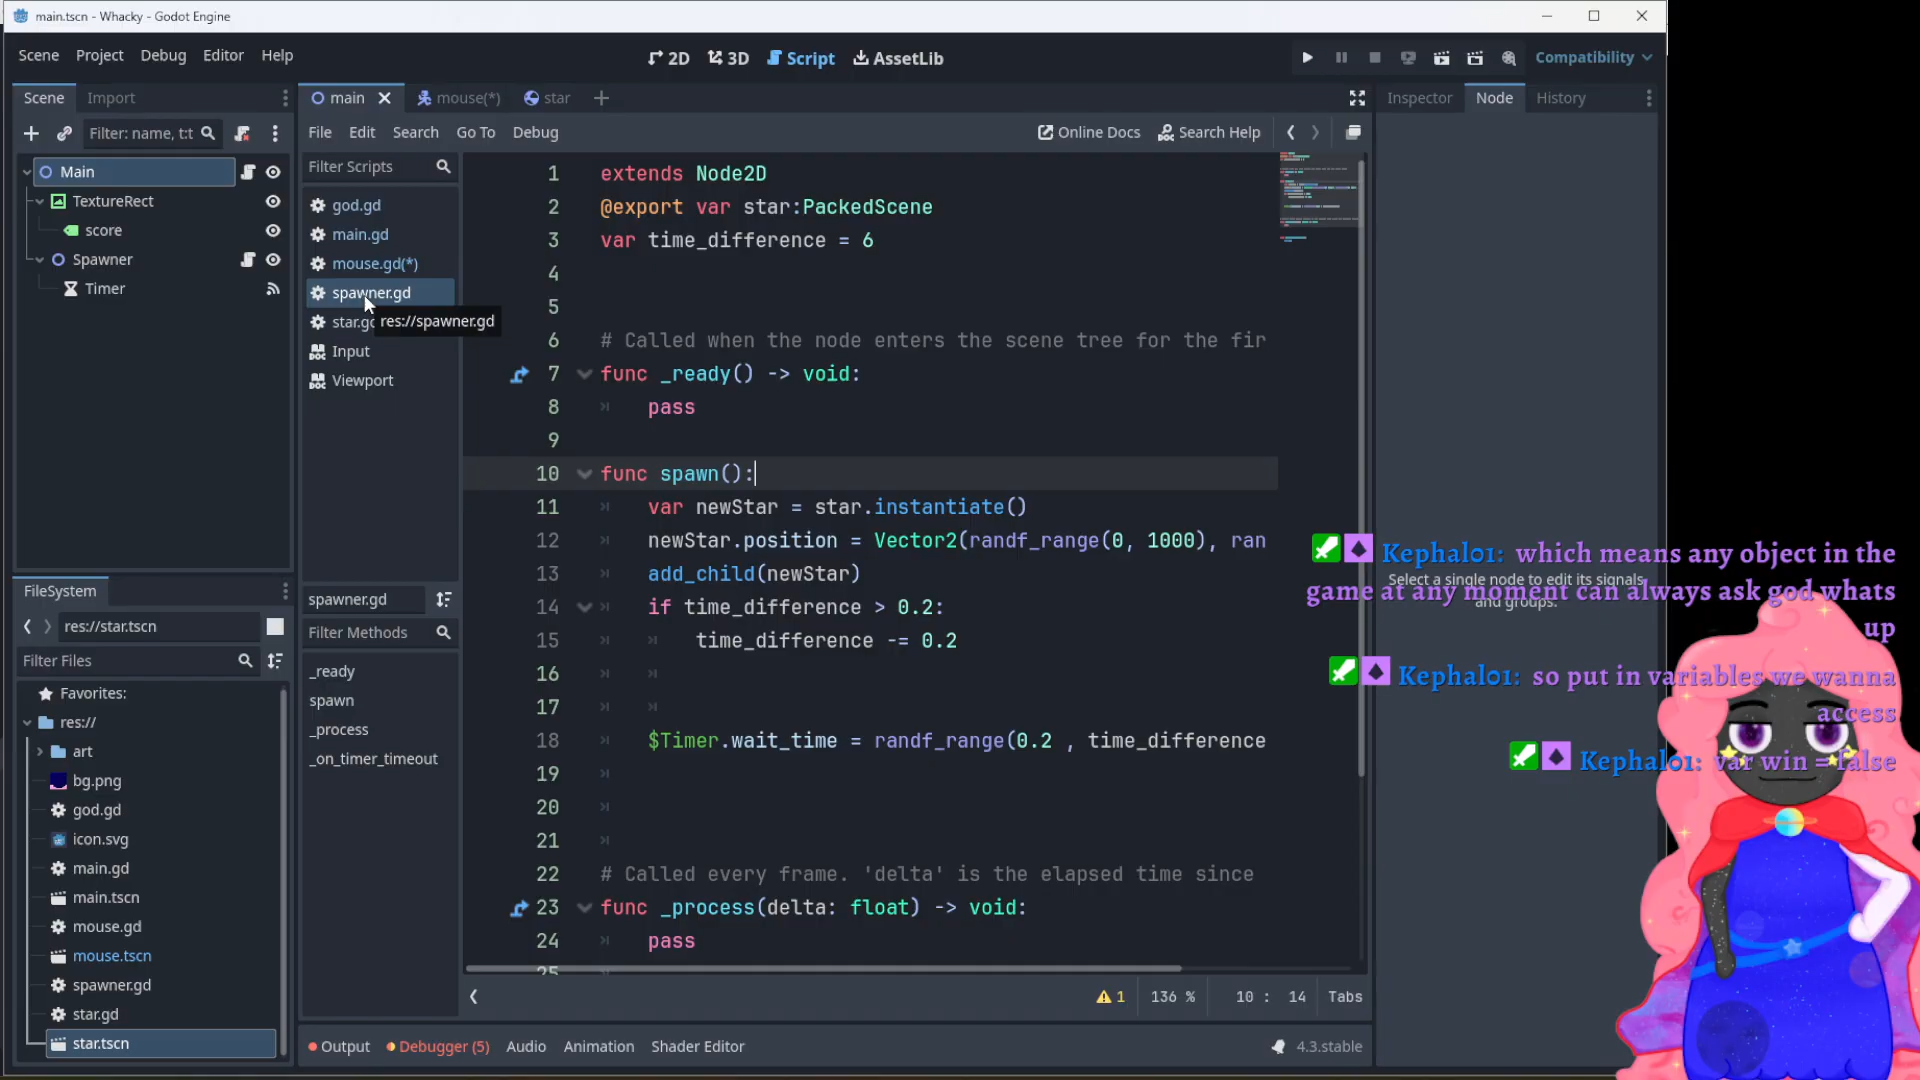 main.tscn - Whacky - Godot Engine
Scene Project Debug Editor Help
2D 3D Script AssetLib
Compatibility
Scene Import
main mouse(*) star
Inspector Node History
Filter: name, t:t
File Edit Search Go To Debug
Online Docs Search Help
Main
TextureRect
score
Spawner
Timer
Filter Scripts
god.gd
main.gd
mouse.gd(*)
spawner.gd
star.gd
res://spawner.gd
Input
Viewport
spawner.gd
Filter Methods
_ready
spawn
_process
_on_timer_timeout
1 extends Node2D
2 @export var star:PackedScene
3 var time_difference = 6
4
5
6 # Called when the node enters the scene tree for the fir
7 func _ready() -> void:
8 pass
9
10 func spawn():
11 var newStar = star.instantiate()
12 newStar.position = Vector2(randf_range(0, 1000), ran
13 add_child(newStar)
14 if time_difference > 0.2:
15 time_difference -= 0.2
16
17
18 $Timer.wait_time = randf_range(0.2 , time_difference
19
20
21
22 # Called every frame. 'delta' is the elapsed time since
23 func _process(delta: float) -> void:
24 pass
25
1 136 % 10 : 14 Tabs
FileSystem
res://star.tscn
Filter Files
Favorites:
res://
art
bg.png
god.gd
icon.svg
main.gd
main.tscn
mouse.gd
mouse.tscn
spawner.gd
star.gd
star.tscn
Output Debugger (5) Audio Animation Shader Editor
4.3.stable
Select a single node to edit its signals
and groups.
Kephal01: which means any object in the
game at any moment can always ask god whats
up
Kephal01: so put in variables we wanna
access
Kephal01: var win = false